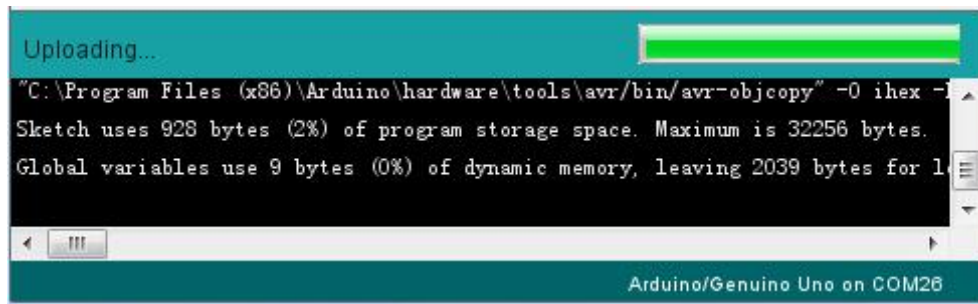 Uploading...
"C:\Program Files (x86)\Arduino\hardware\tools\avr/bin/avr-objcopy" -O ihex
Sketch uses 928 bytes (2%) of program storage space. Maximum is 32256 bytes.
Global variables use 9 bytes (0%) of dynamic memory, leaving 2039 bytes for
Arduino/Genuino Uno on COM26